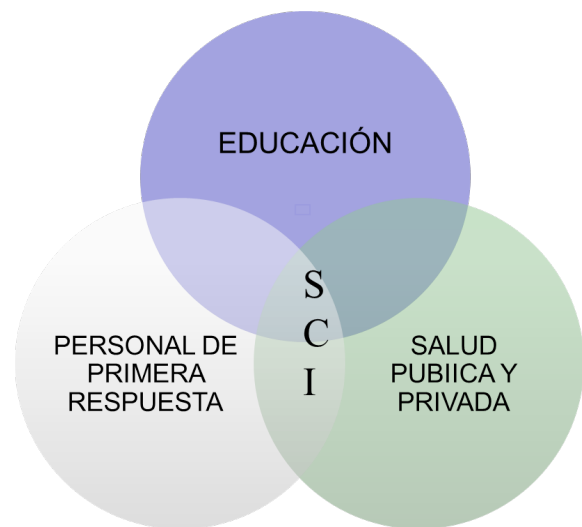 EDUCACIÓN
S
C
I
PERSONAL DE
PRIMERA
RESPUESTA
SALUD
PUBIICA Y
PRIVADA